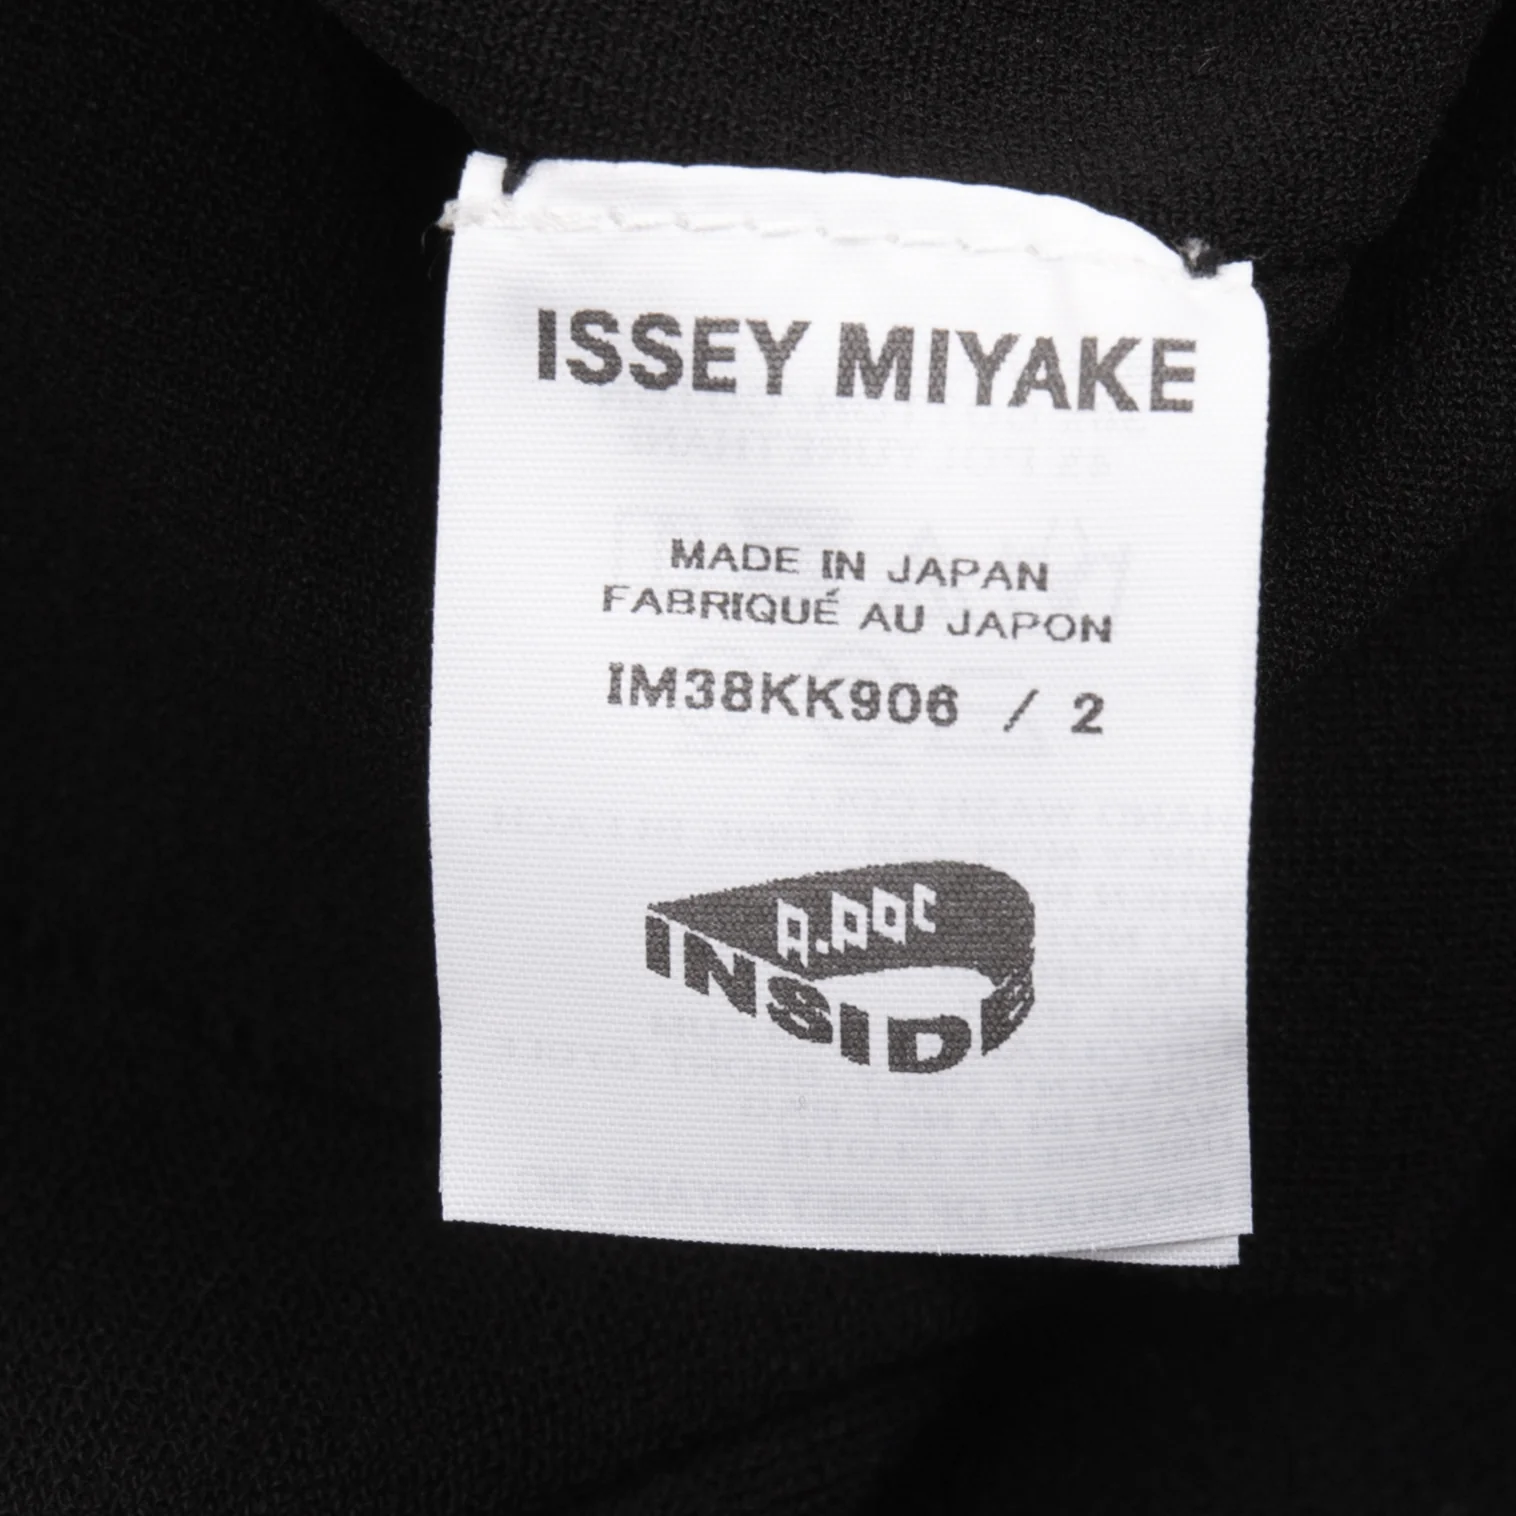 ISSEY MIYAKE
MADE IN JAPAN
FABRIQUÉ AU JAPON
IM38KK906 / 2
A.POC
INSIDE